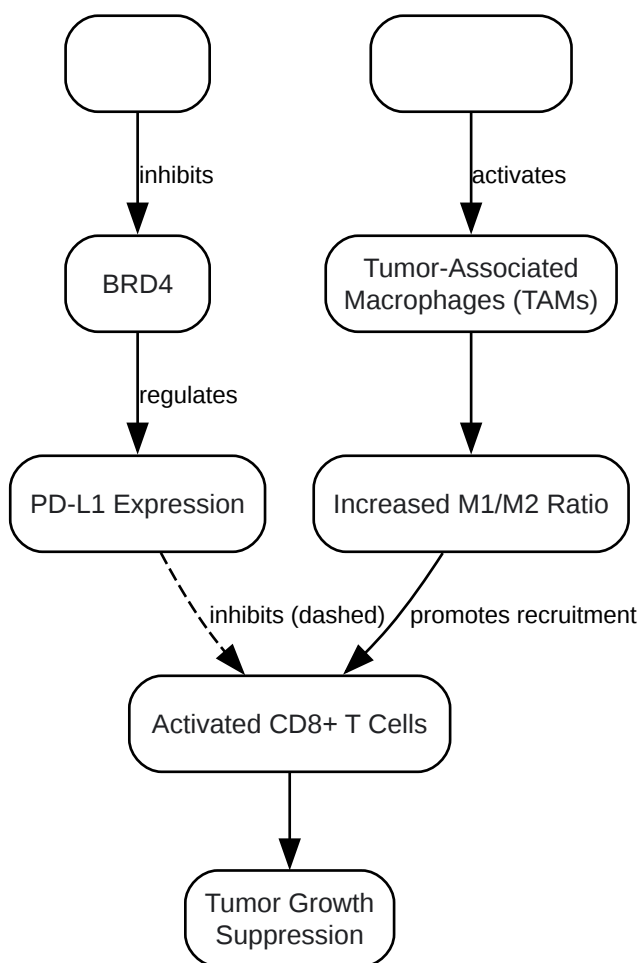 inhibits
activates
BRD4
Tumor-Associated
Macrophages (TAMs)
regulates
PD-L1 Expression
Increased M1/M2 Ratio
inhibits (dashed)
promotes recruitment
Activated CD8+ T Cells
Tumor Growth
Suppression